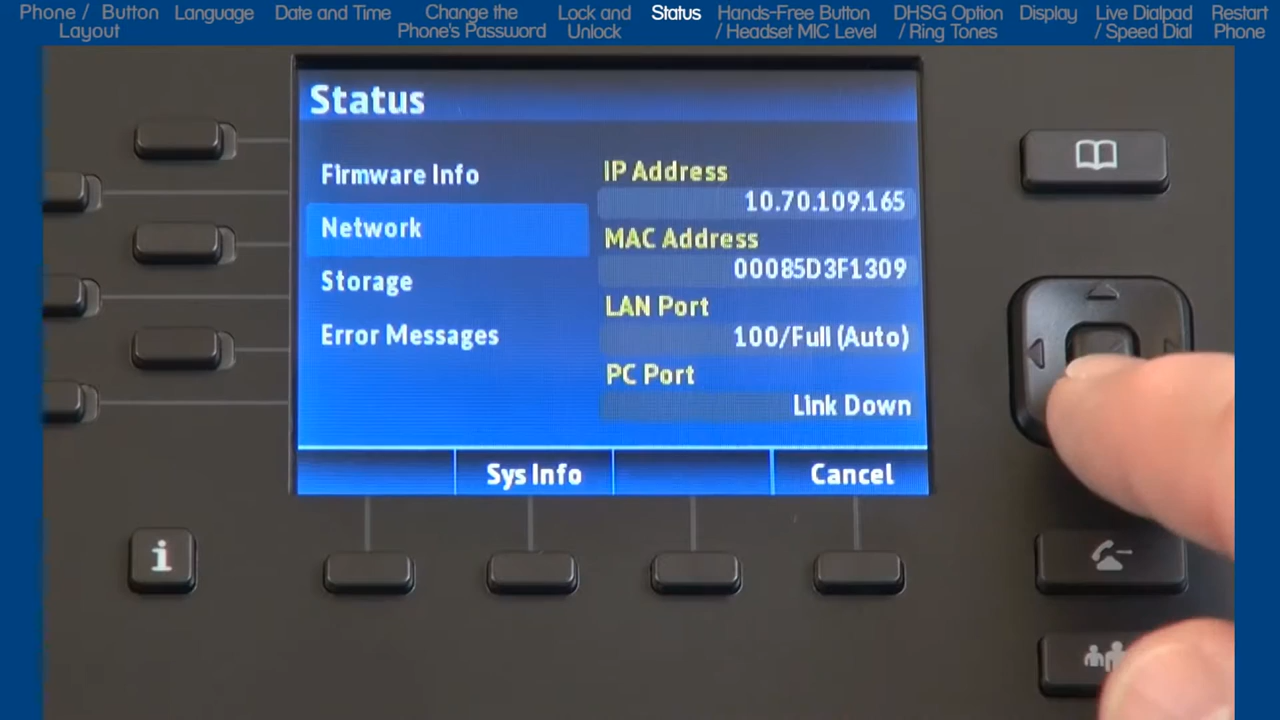 Phone / Button Layout
Language
Date and Time
Change the Phone's Password
Lock and Unlock
Status
Hands-Free Button / Headset MIC Level
DHSG Option / Ring Tones
Display
Live Dialpad / Speed Dial
Restart Phone
Status
Firmware Info
Network
Storage
Error Messages
IP Address
10.70.109.165
MAC Address
00085D3F1309
LAN Port
100/Full (Auto)
PC Port
Link Down
Sys Info
Cancel
i